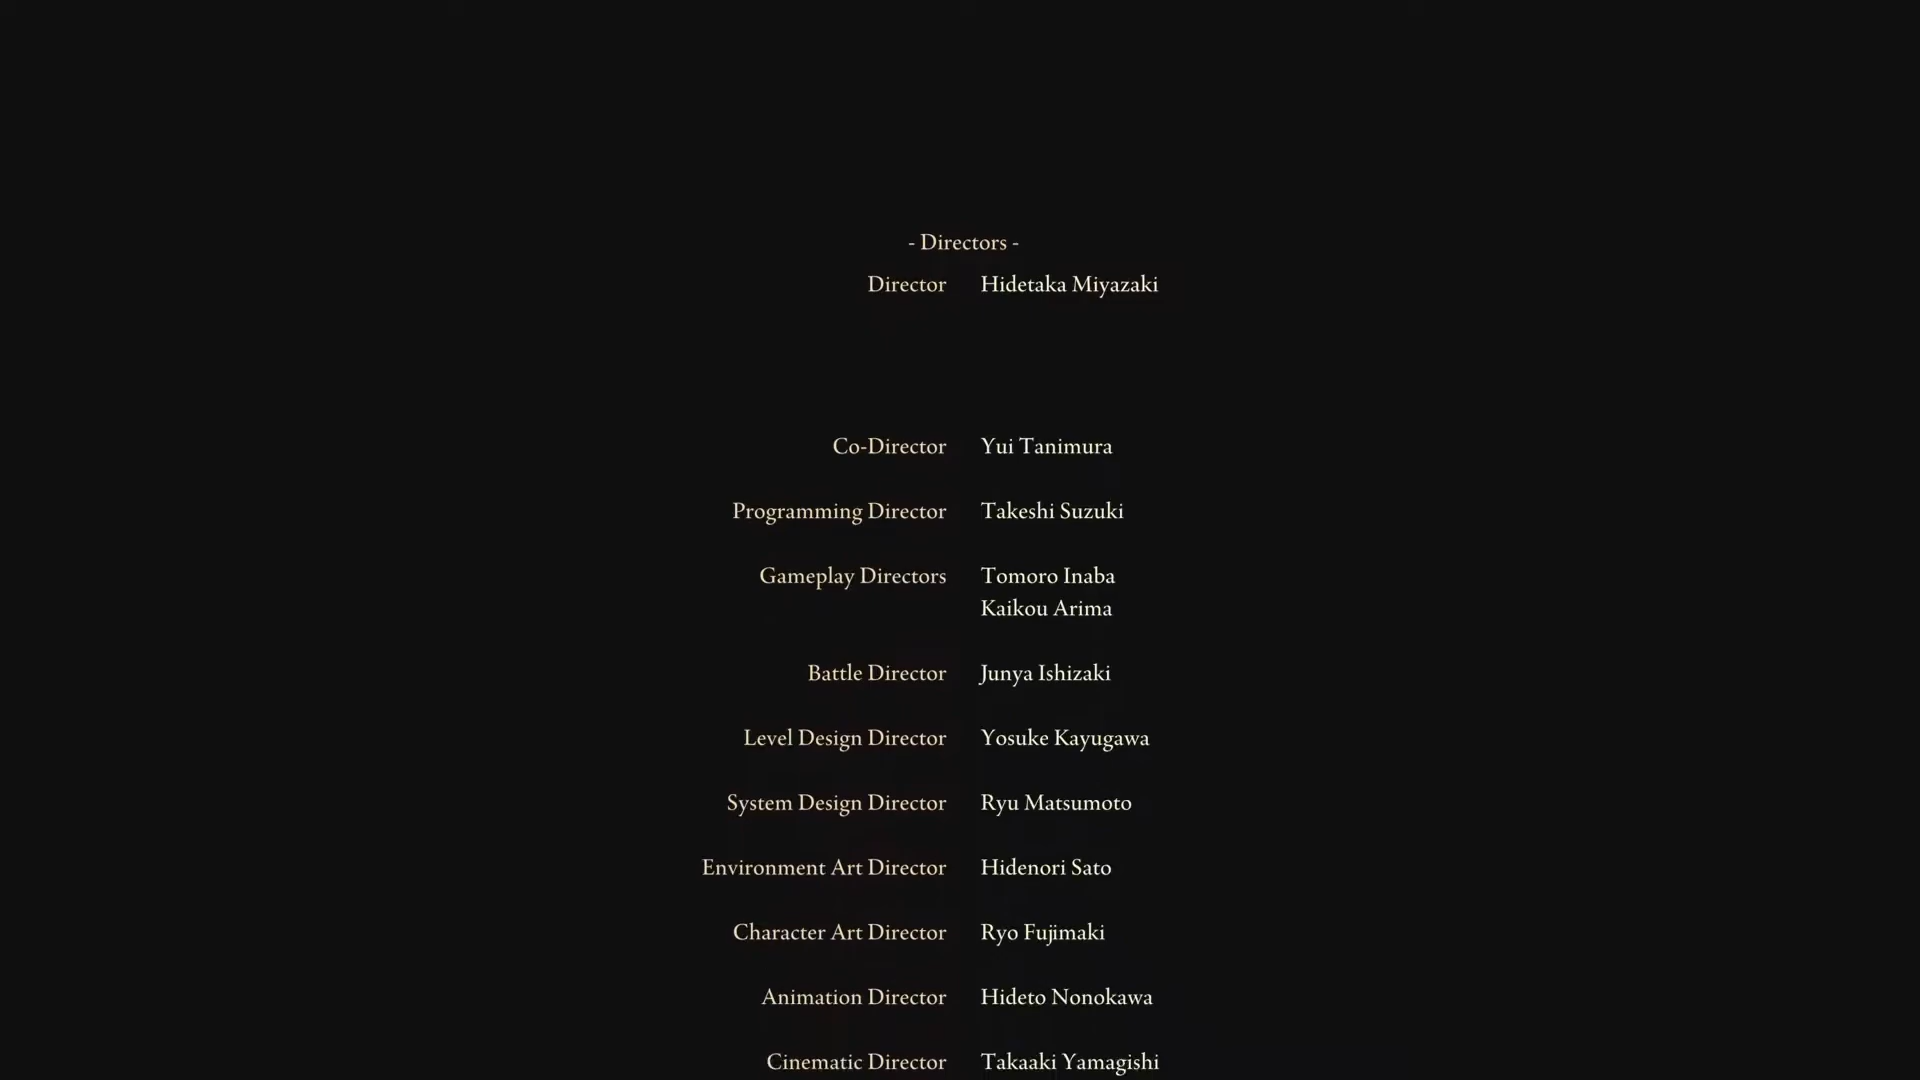 - Directors -
Director Hidetaka Miyazaki
Co-Director Yui Tanimura
Programming Director Takeshi Suzuki
Gameplay Directors Tomoro Inaba
Kaikou Arima
Battle Director Junya Ishizaki
Level Design Director Yosuke Kayugawa
System Design Director Ryu Matsumoto
Environment Art Director Hidenori Sato
Character Art Director Ryo Fujimaki
Animation Director Hideto Nonokawa
Cinematic Director Takaaki Yamagishi